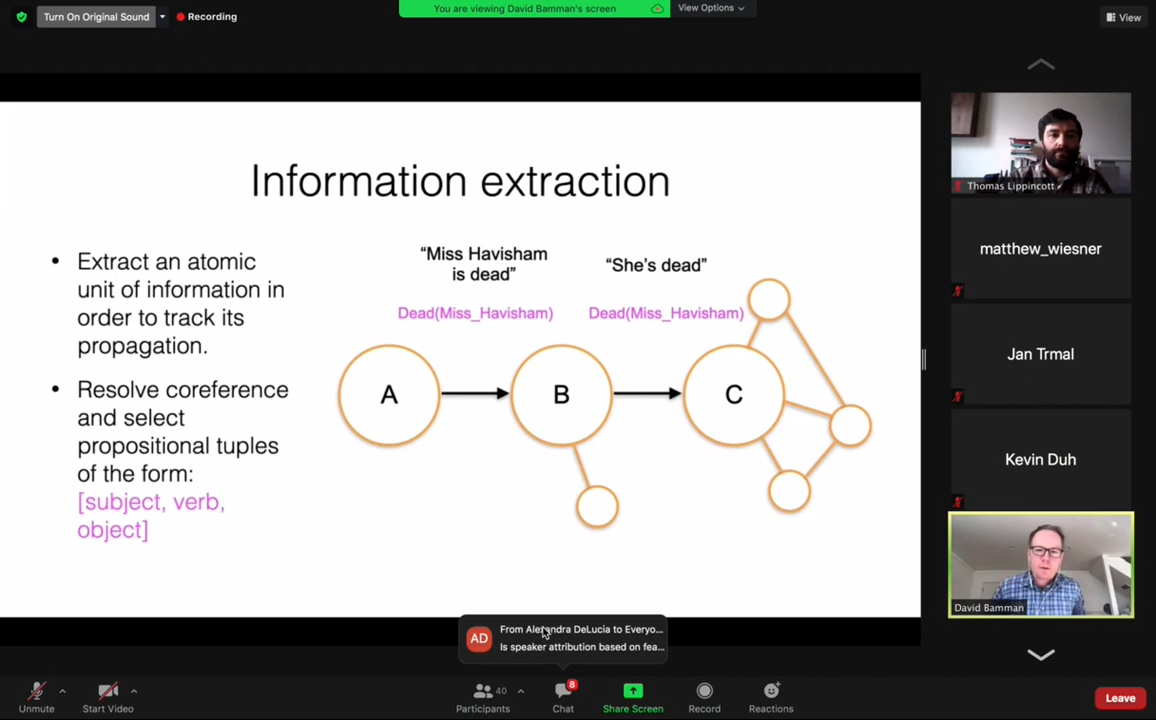 Turn On Original Sound
Recording
You are viewing David Bamman's screen
View Options
View
Information extraction
• Extract an atomic
unit of information in
order to track its
propagation.
• Resolve coreference
and select
propositional tuples
of the form:
[subject, verb,
object]
“Miss Havisham
is dead”
“She’s dead”
Dead(Miss_Havisham)
Dead(Miss_Havisham)
A
B
C
Thomas Lippincott
matthew_wiesner
Jan Trmal
Kevin Duh
David Bamman
AD
From Alexandra DeLucia to Everyo...
Is speaker attribution based on fea...
Unmute
Start Video
40
Participants
8
Chat
Share Screen
Record
Reactions
Leave